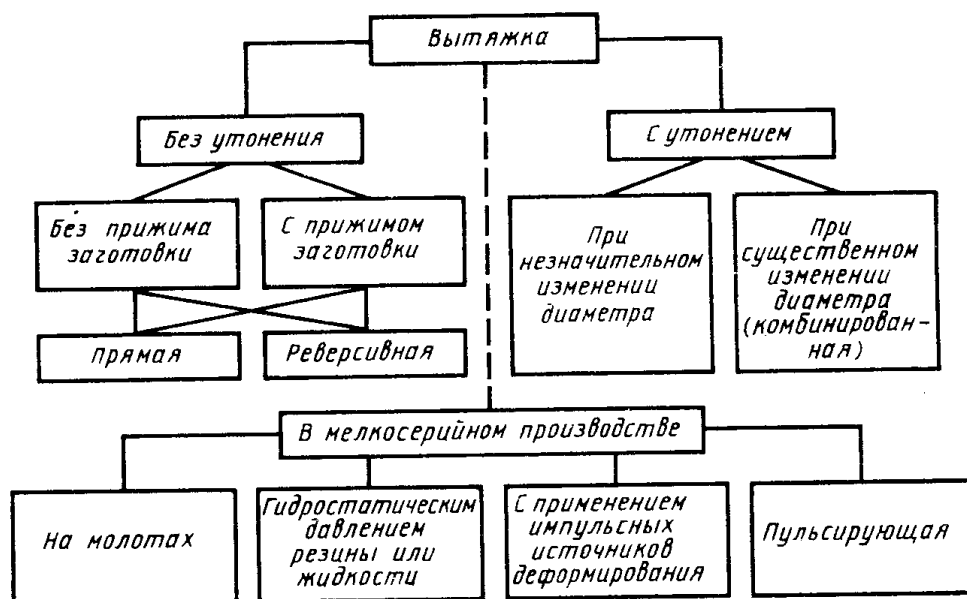 Вытяжка
Без утонения
С утонением
Без прижима
заготовки
С прижимом
заготовки
При
незначительном
изменении
диаметра
При
существенном
изменении
диаметра
(комбинирован-
ная)
Прямая
Реверсивная
В мелкосерийном производстве
На молотах
Гидростатическим
давлением
резины или
жидкости
С применением
импульсных
источников
деформирования
Пульсирующая